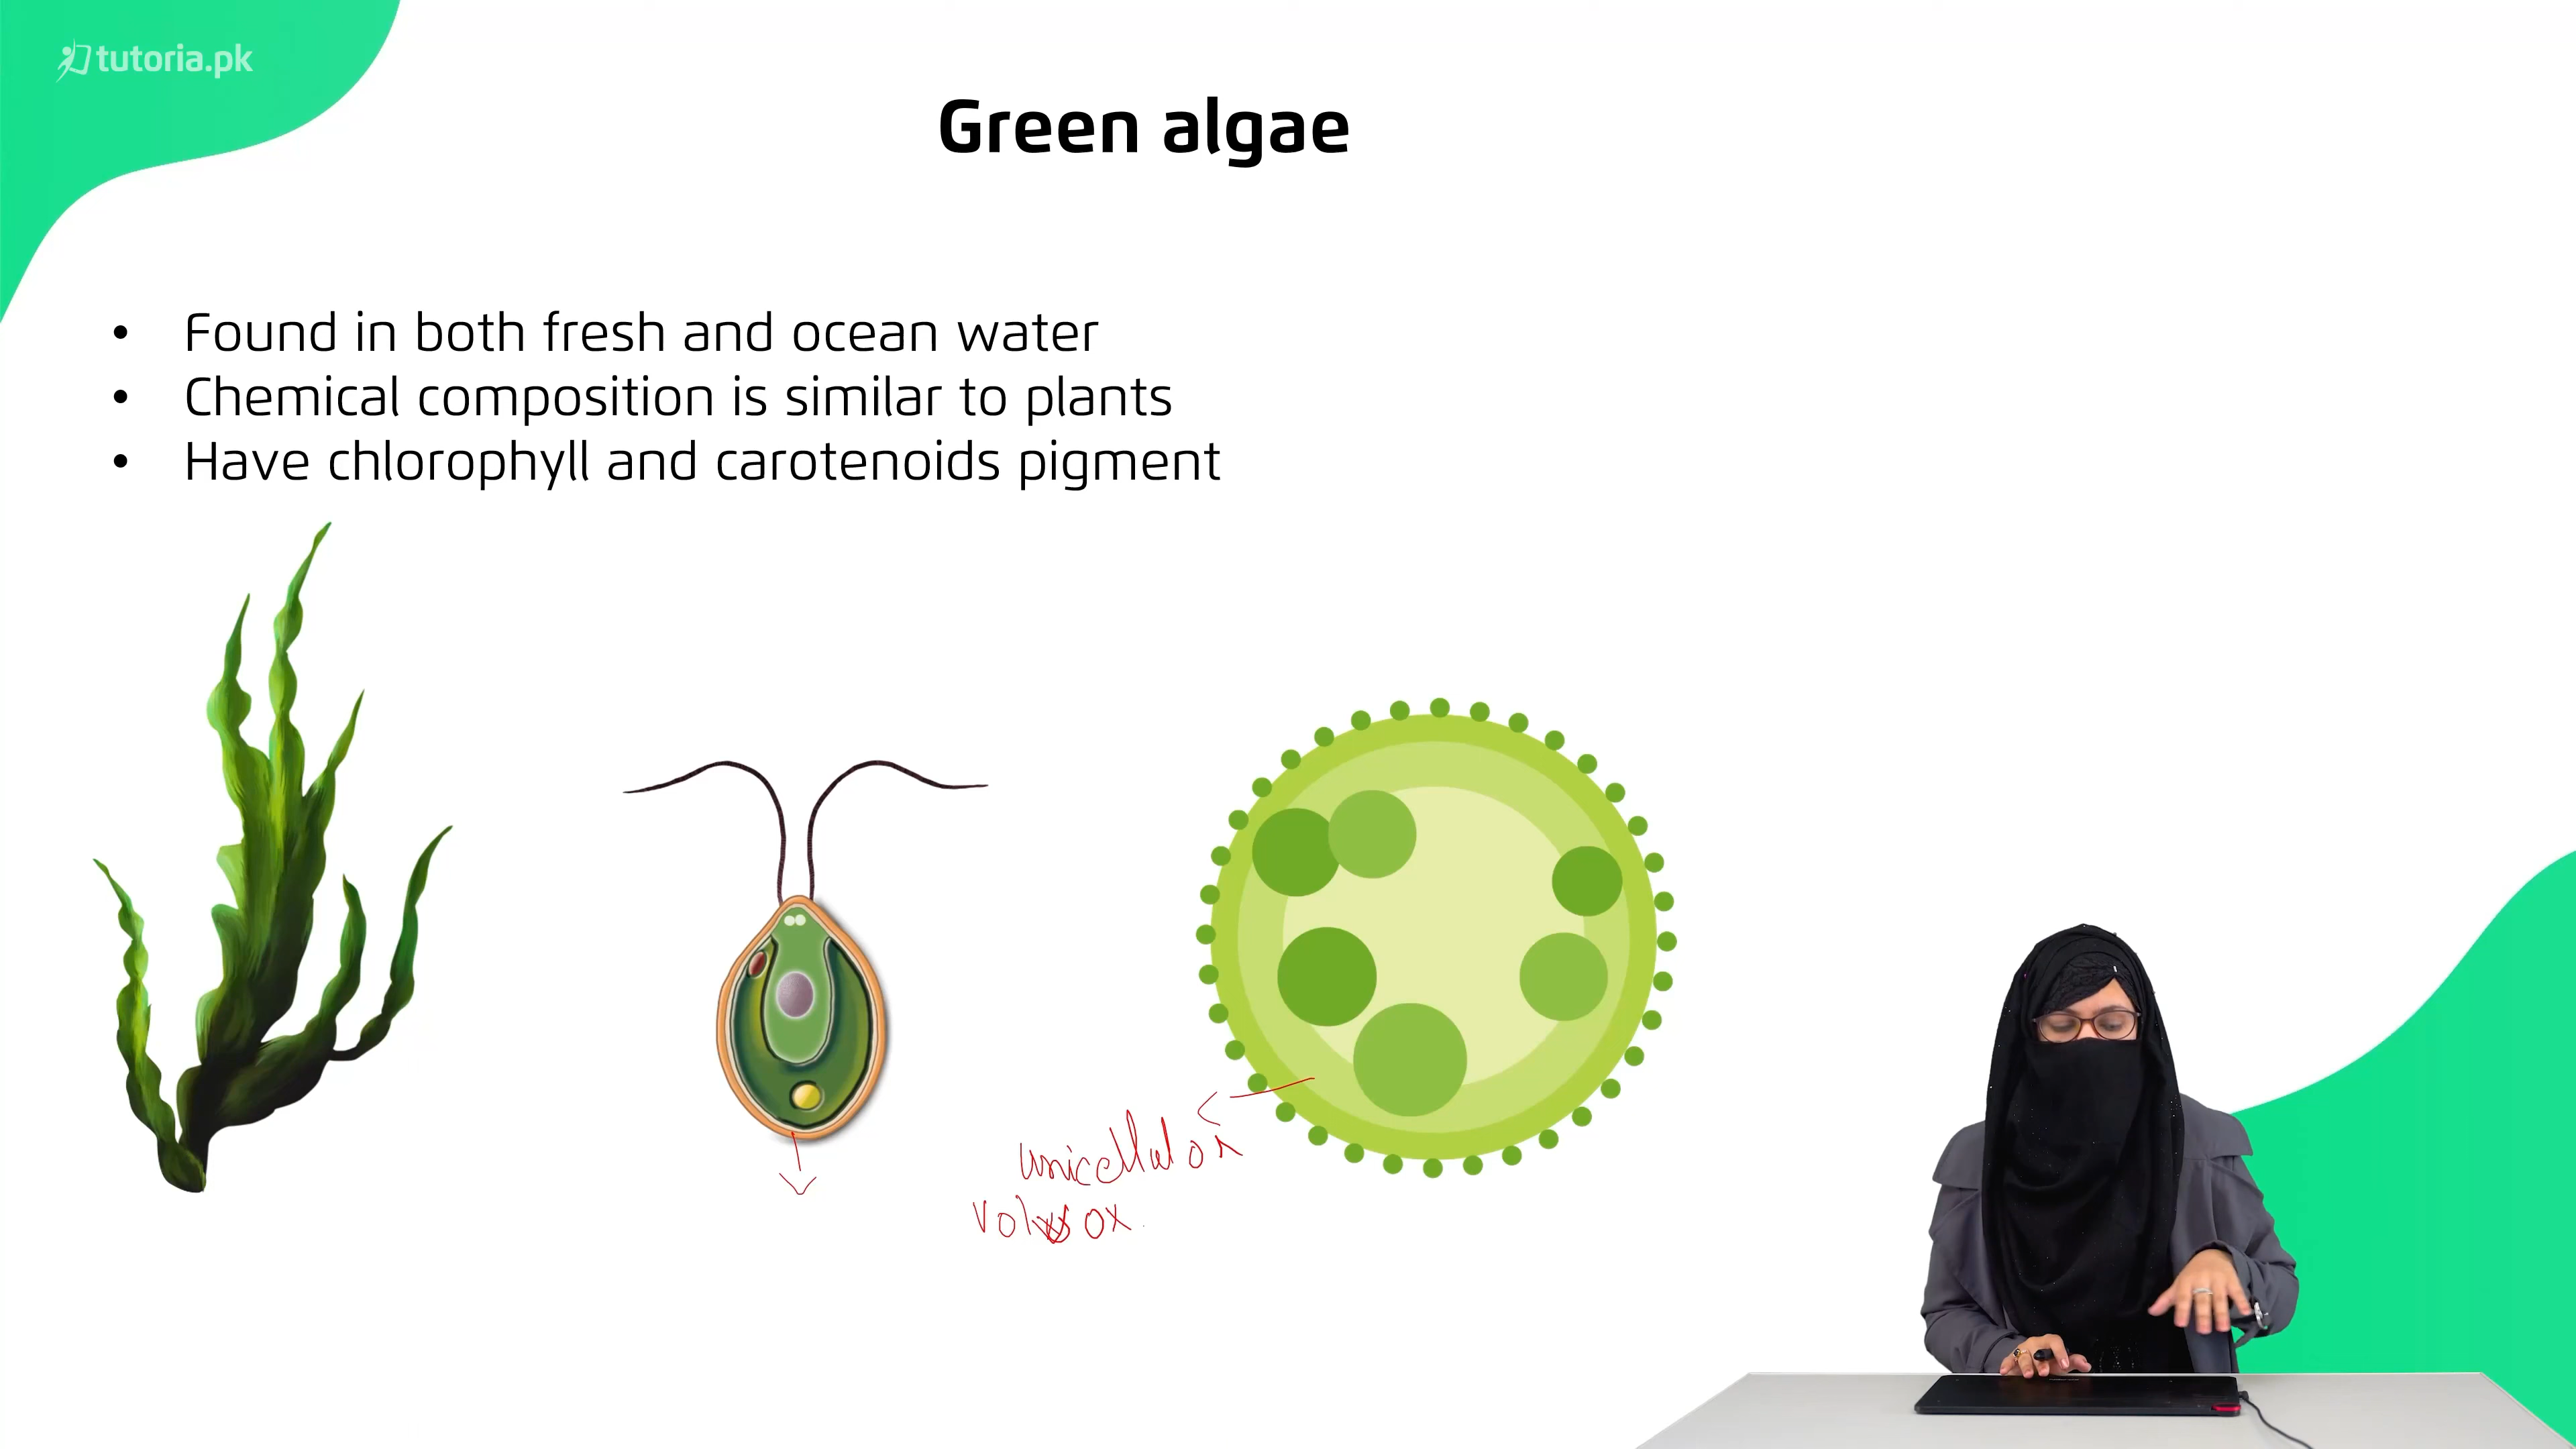 tutoria.pk
Green algae
• Found in both fresh and ocean water
• Chemical composition is similar to plants
• Have chlorophyll and carotenoids pigment
unicellular
volvox